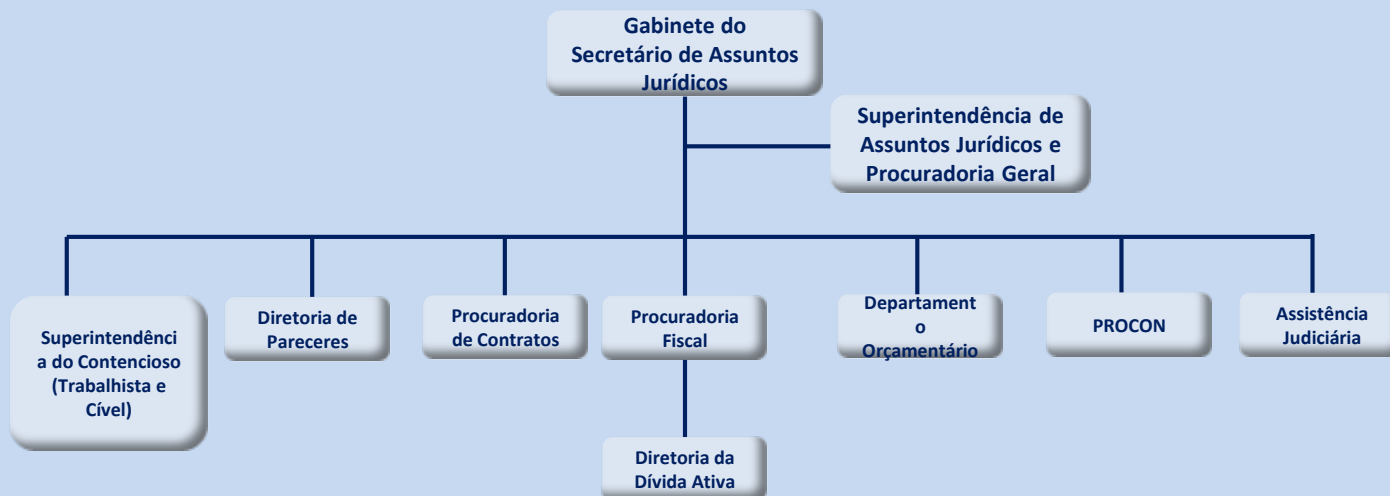 Gabinete do
Secretário de Assuntos
Jurídicos
Superintendência de
Assuntos Jurídicos e
Procuradoria Geral
Superintendênci
a do Contencioso
(Trabalhista e
Cível)
Diretoria de
Pareceres
Procuradoria
de Contratos
Procuradoria
Fiscal
Departament
o
Orçamentário
PROCON
Assistência
Judiciária
Diretoria da
Dívida Ativa